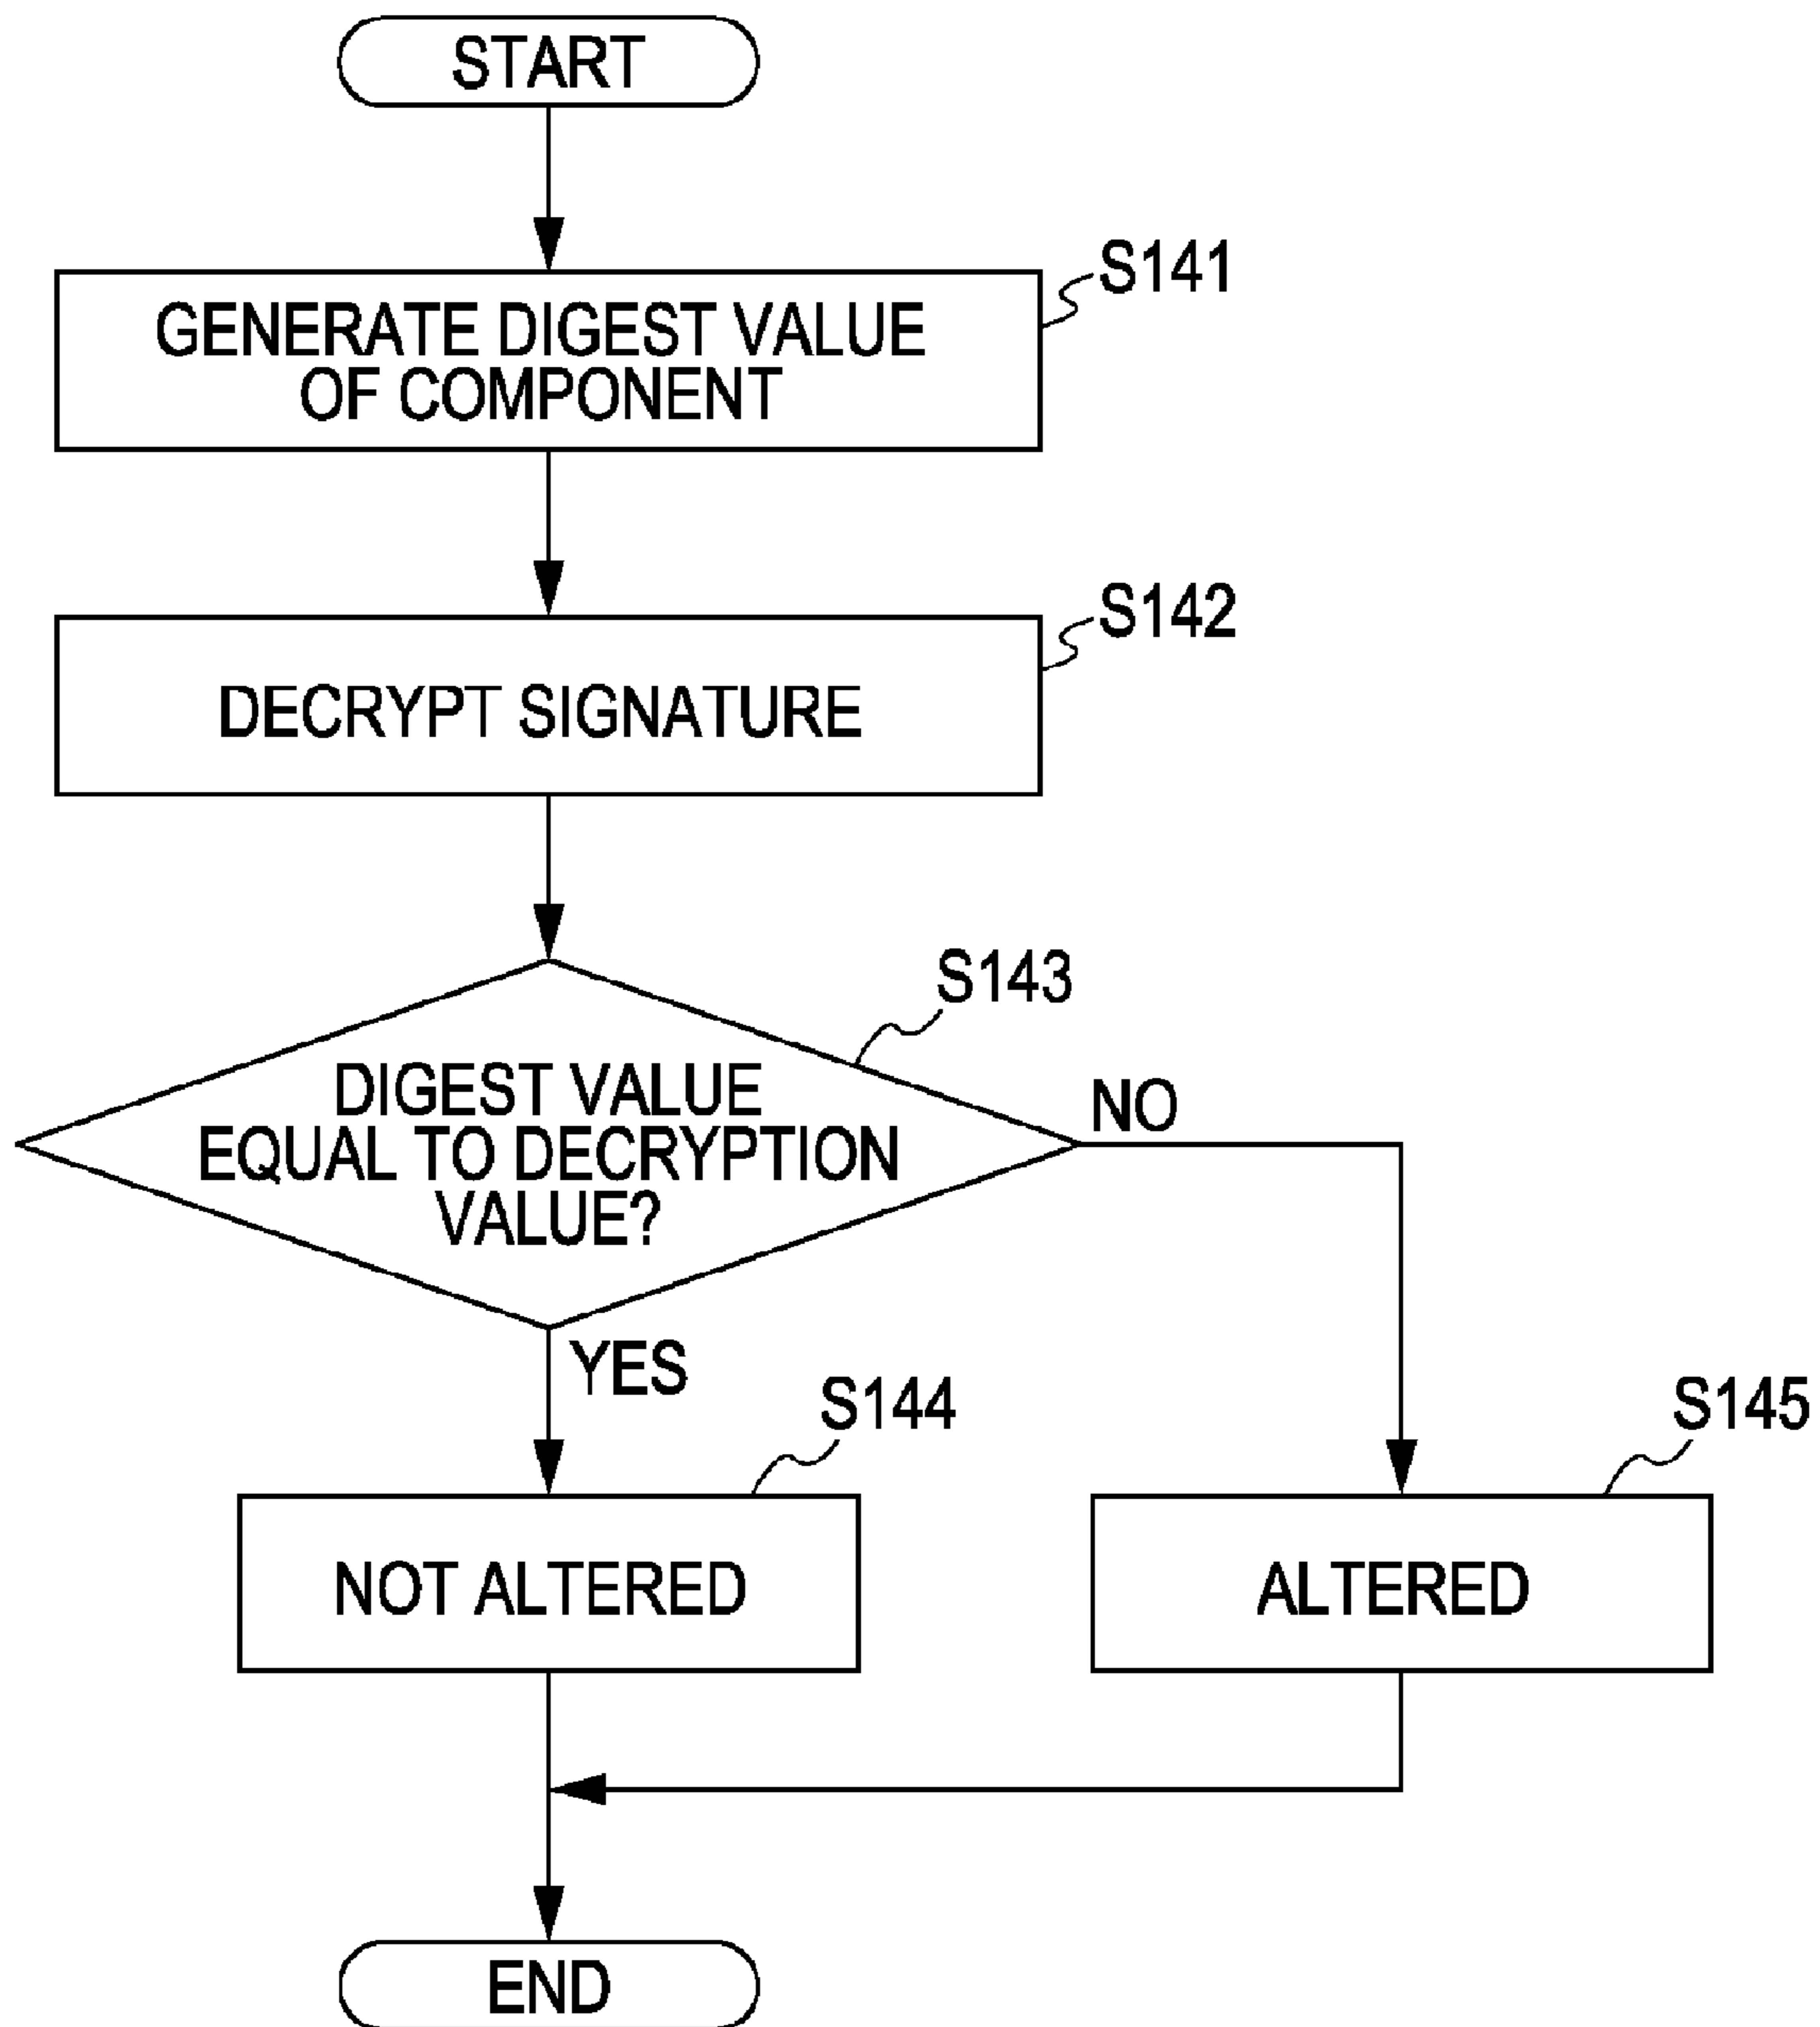 START
S141
GENERATE DIGEST VALUE
OF COMPONENT
S142
DECRYPT SIGNATURE
S143
DIGEST VALUE
EQUAL TO DECRYPTION
VALUE?
NO
YES
S144
S145
NOT ALTERED
ALTERED
END